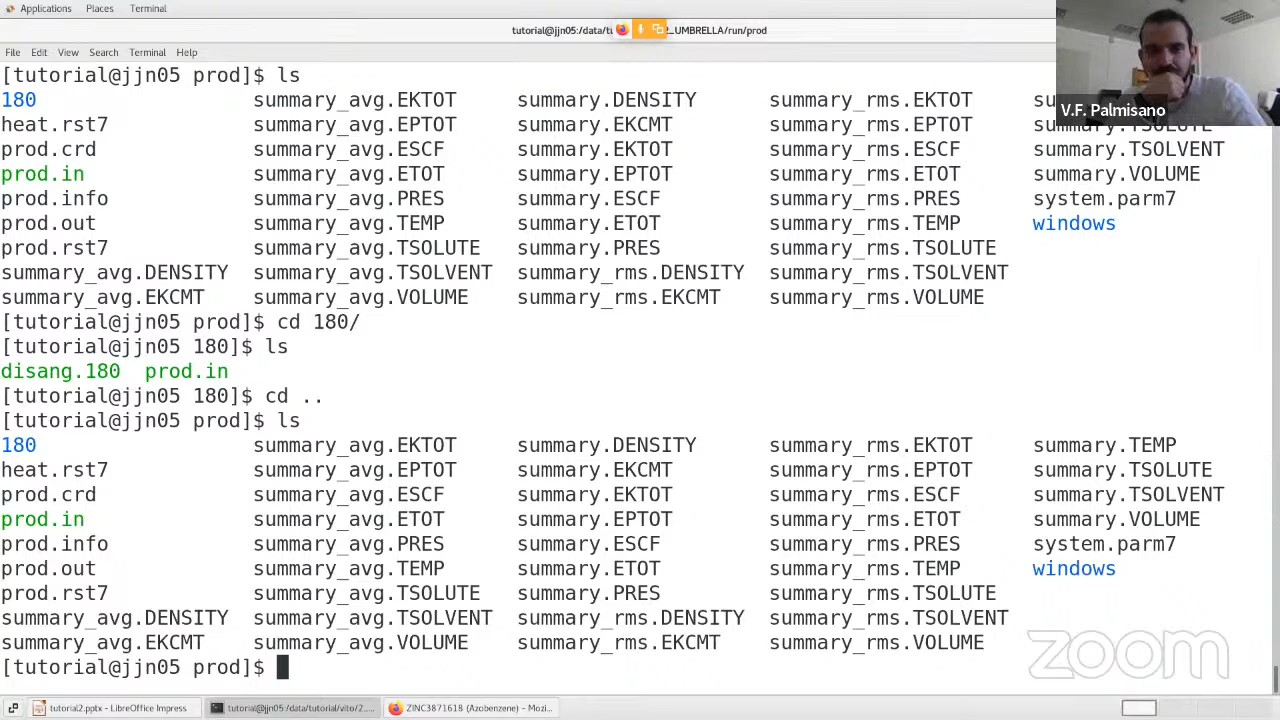 Applications Places Terminal
tutorial@jjn05:/data/tu 2_UMBRELLA/run/prod
File Edit View Search Terminal Help
V.F. Palmisano
[tutorial@jjn05 prod]$ ls
180 summary_avg.EKTOT summary.DENSITY summary_rms.EKTOT
heat.rst7 summary_avg.EPTOT summary.EKCMT summary_rms.EPTOT summary.TSOLUTE
prod.crd summary_avg.ESCF summary.EKTOT summary_rms.ESCF summary.TSOLVENT
prod.in summary_avg.ETOT summary.EPTOT summary_rms.ETOT summary.VOLUME
prod.info summary_avg.PRES summary.ESCF summary_rms.PRES system.parm7
prod.out summary_avg.TEMP summary.ETOT summary_rms.TEMP windows
prod.rst7 summary_avg.TSOLUTE summary.PRES summary_rms.TSOLUTE
summary_avg.DENSITY summary_avg.TSOLVENT summary_rms.DENSITY summary_rms.TSOLVENT
summary_avg.EKCMT summary_avg.VOLUME summary_rms.EKCMT summary_rms.VOLUME
[tutorial@jjn05 prod]$ cd 180/
[tutorial@jjn05 180]$ ls
disang.180 prod.in
[tutorial@jjn05 180]$ cd ..
[tutorial@jjn05 prod]$ ls
180 summary_avg.EKTOT summary.DENSITY summary_rms.EKTOT summary.TEMP
heat.rst7 summary_avg.EPTOT summary.EKCMT summary_rms.EPTOT summary.TSOLUTE
prod.crd summary_avg.ESCF summary.EKTOT summary_rms.ESCF summary.TSOLVENT
prod.in summary_avg.ETOT summary.EPTOT summary_rms.ETOT summary.VOLUME
prod.info summary_avg.PRES summary.ESCF summary_rms.PRES system.parm7
prod.out summary_avg.TEMP summary.ETOT summary_rms.TEMP windows
prod.rst7 summary_avg.TSOLUTE summary.PRES summary_rms.TSOLUTE
summary_avg.DENSITY summary_avg.TSOLVENT summary_rms.DENSITY summary_rms.TSOLVENT
summary_avg.EKCMT summary_avg.VOLUME summary_rms.EKCMT summary_rms.VOLUME
[tutorial@jjn05 prod]$
zoom
tutorial2.pptx - LibreOffice Impress tutorial@jjn05:/data/tutorial/vito/2.... ZINC3871618 (Azobenzene) - Mozi...